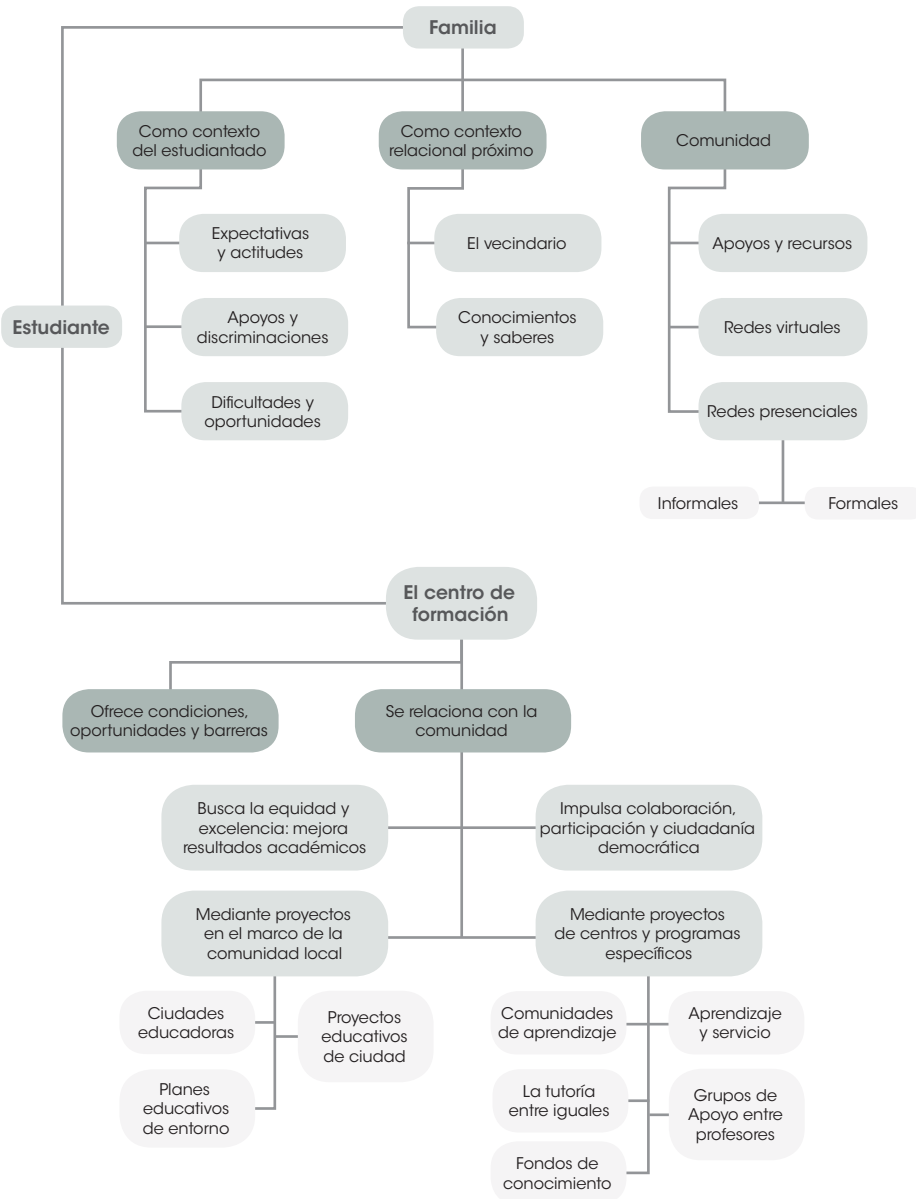 Familia
Como contexto
del estudiantado
Como contexto
relacional próximo
Comunidad
Expectativas
y actitudes
El vecindario
Apoyos y recursos
Estudiante
Apoyos y
discriminaciones
Conocimientos
y saberes
Redes virtuales
Dificultades y
oportunidades
Redes presenciales
Informales
Formales
El centro de
formación
Ofrece condiciones,
oportunidades y barreras
Se relaciona con la
comunidad
Busca la equidad y
excelencia: mejora
resultados académicos
Impulsa colaboración,
participación y ciudadanía
democrática
Mediante proyectos
en el marco de la
comunidad local
Mediante proyectos
de centros y programas
específicos
Ciudades
educadoras
Proyectos
educativos
de ciudad
Planes
educativos
de entorno
Comunidades
de aprendizaje
Aprendizaje
y servicio
La tutoría
entre iguales
Grupos de
Apoyo entre
profesores
Fondos de
conocimiento